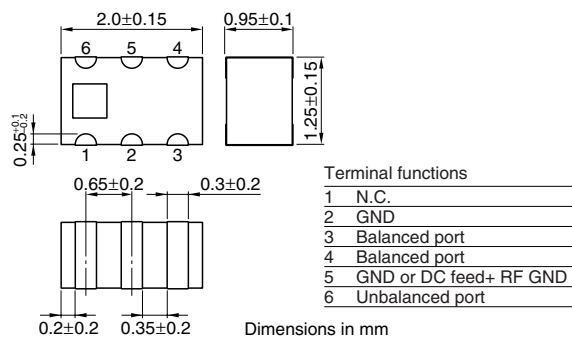 2.0±0.15
0.95±0.1
6 5 4
1.25±0.15
0.25+0.1-0.2
1 2 3
0.65±0.2
0.3±0.2
0.2±0.2
0.35±0.2
Dimensions in mm
Terminal functions
1 N.C.
2 GND
3 Balanced port
4 Balanced port
5 GND or DC feed+ RF GND
6 Unbalanced port